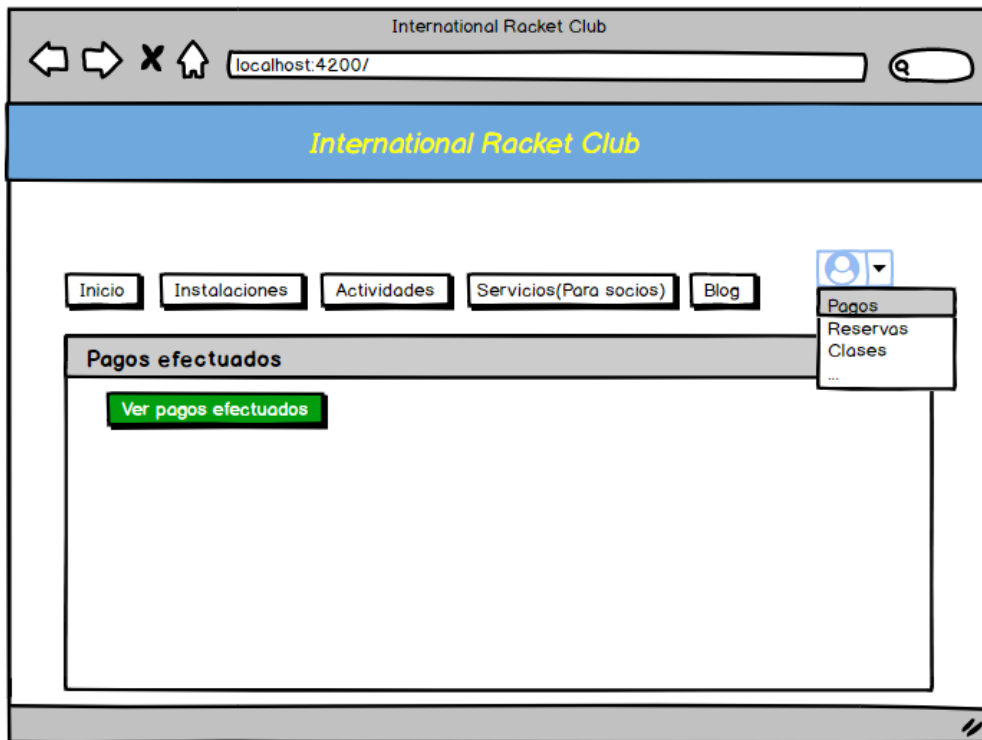 International Racket Club
localhost:4200/
International Racket Club
Inicio
Instalaciones
Actividades
Servicios(Para socios)
Blog
Pagos
Reservas
Clases
...
Pagos efectuados
Ver pagos efectuados